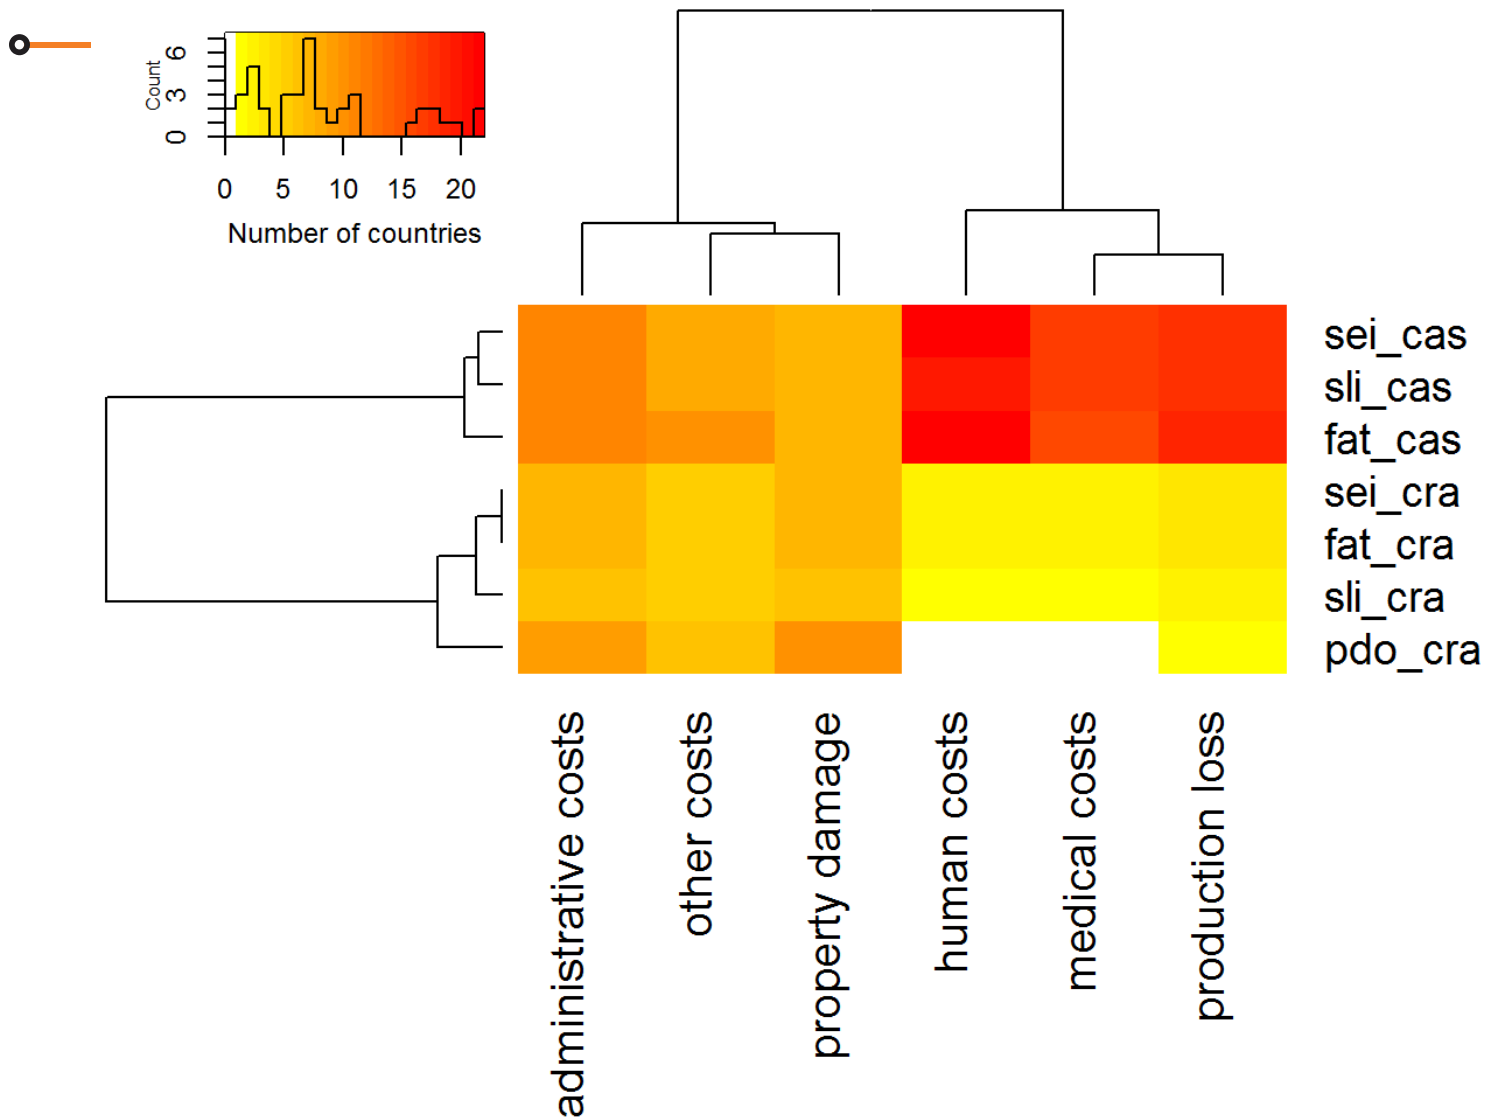 Count
6
3
0
0 5 10 15 20
Number of countries
sei_cas
sli_cas
fat_cas
sei_cra
fat_cra
sli_cra
pdo_cra
administrative costs
other costs
property damage
human costs
medical costs
production loss